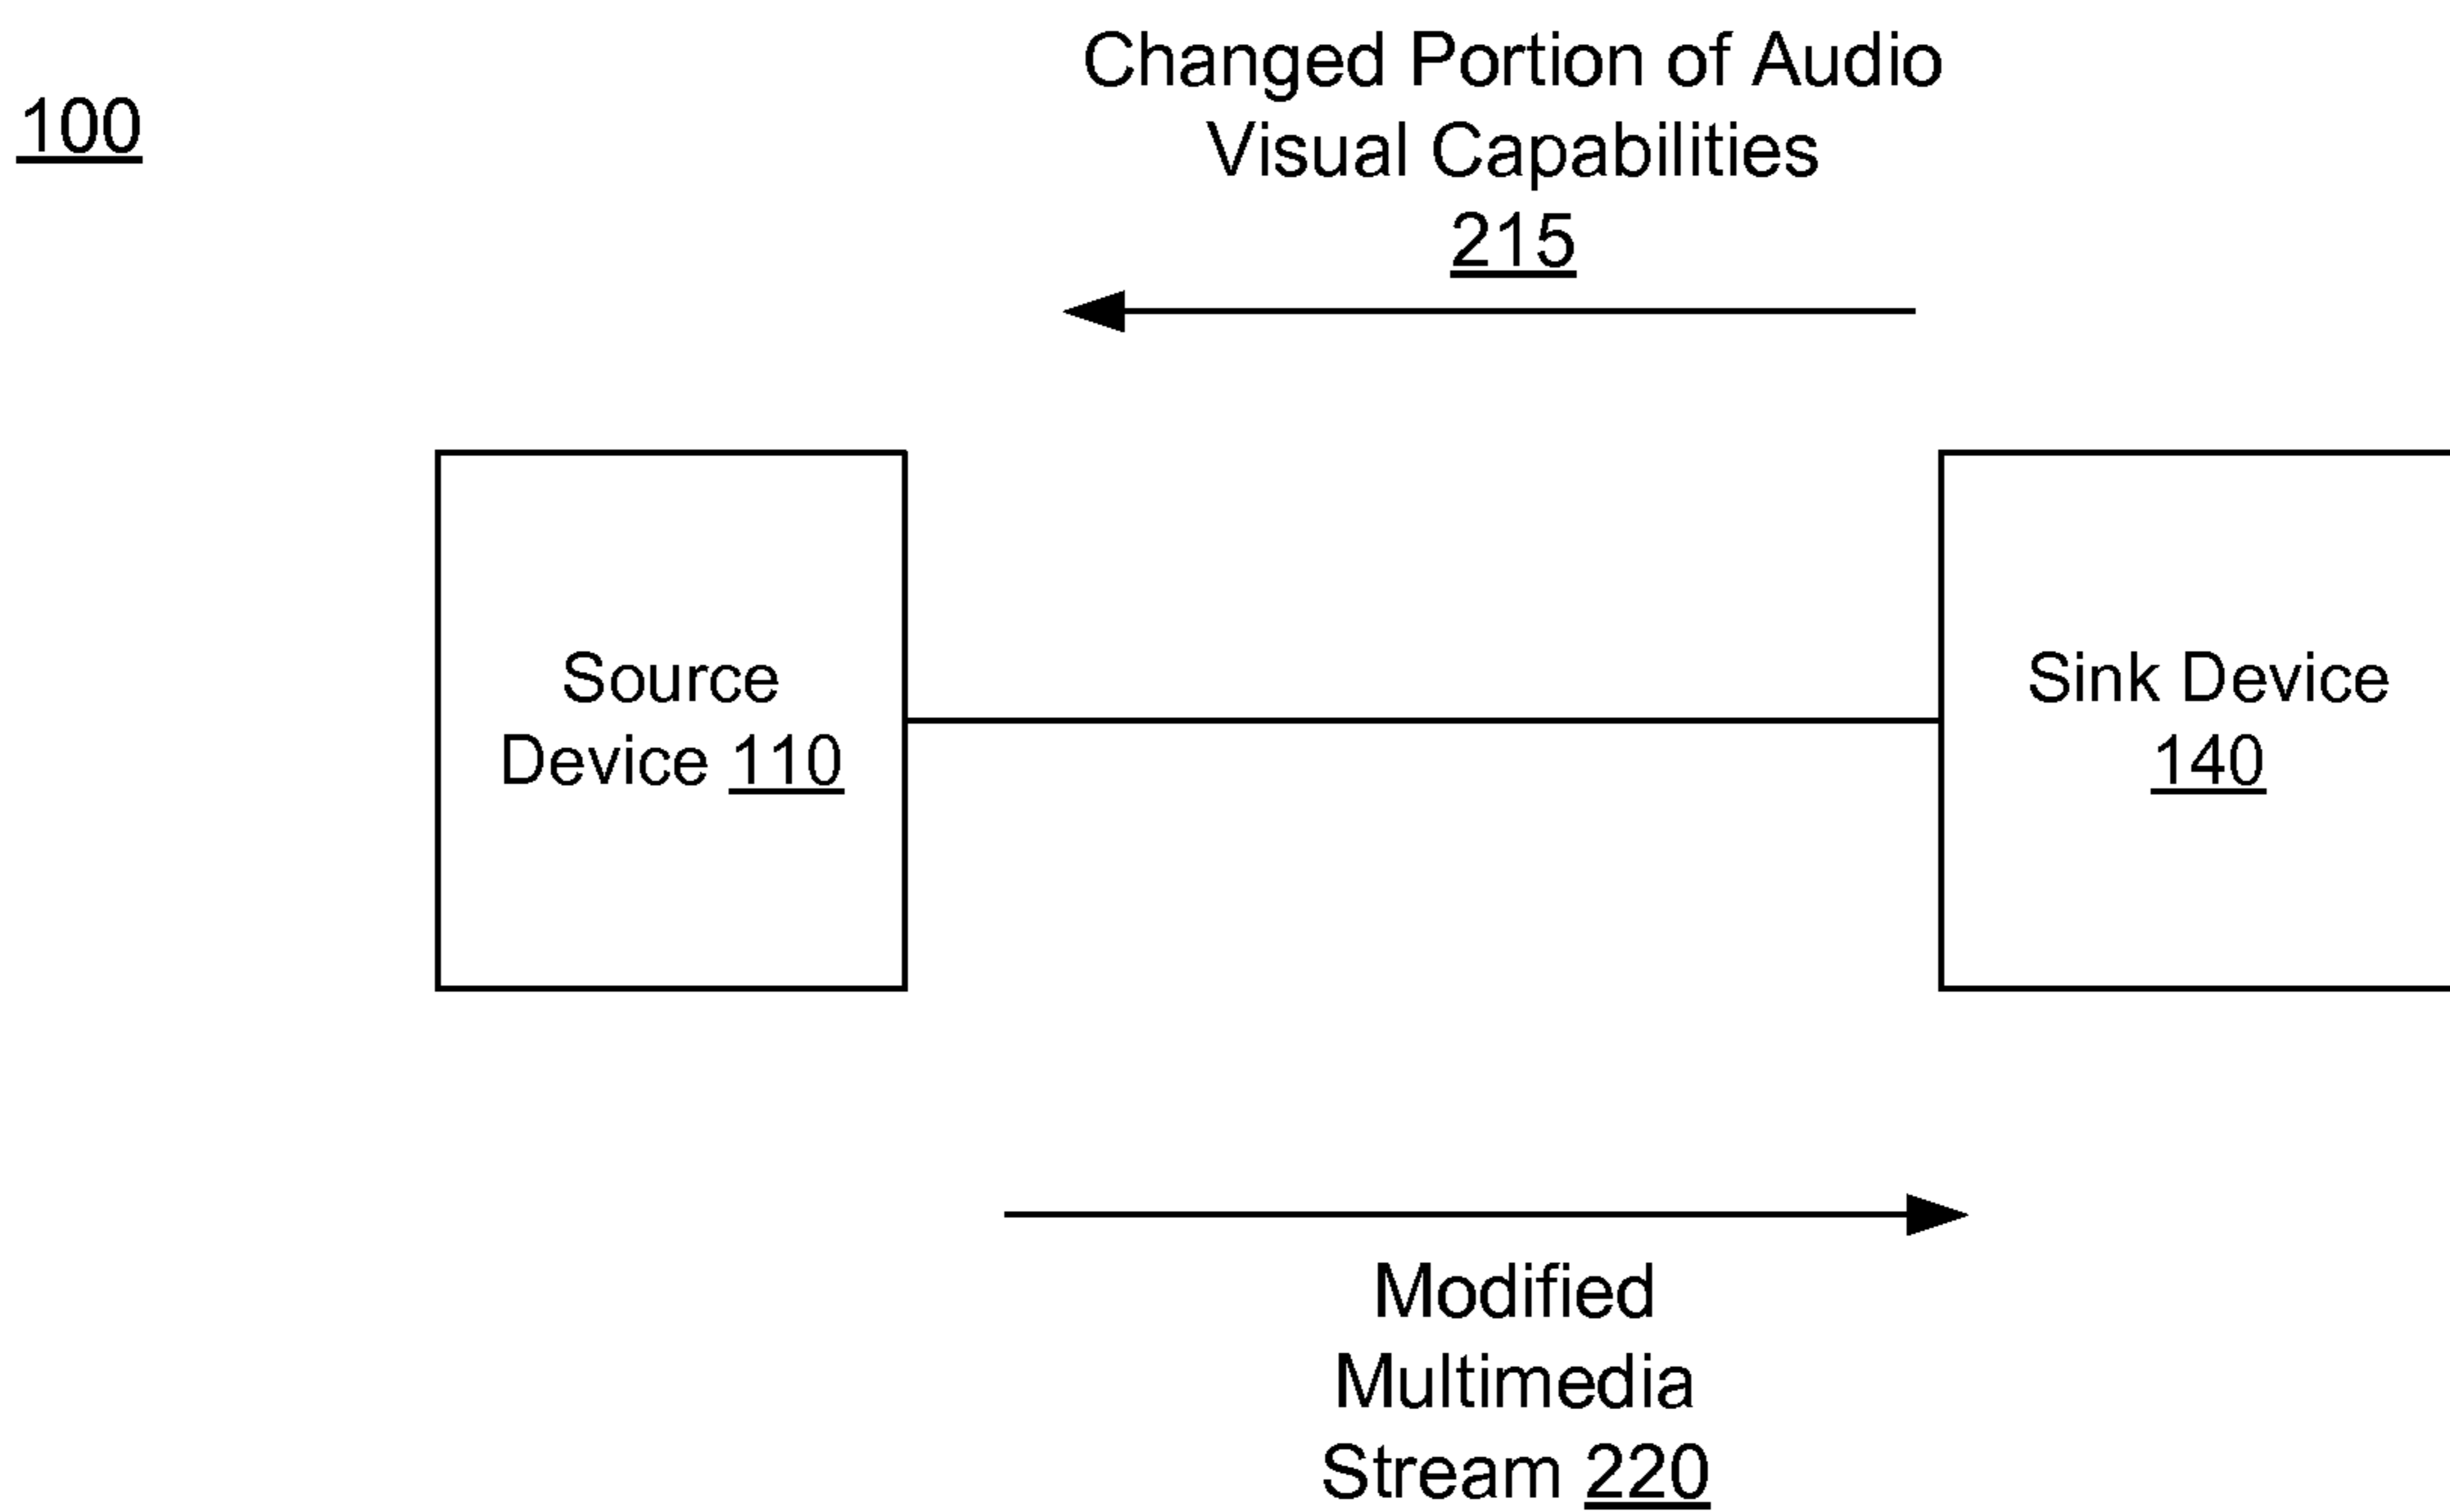 100
Changed Portion of Audio
Visual Capabilities
215
Source
Device 110
Sink Device
140
Modified
Multimedia
Stream 220